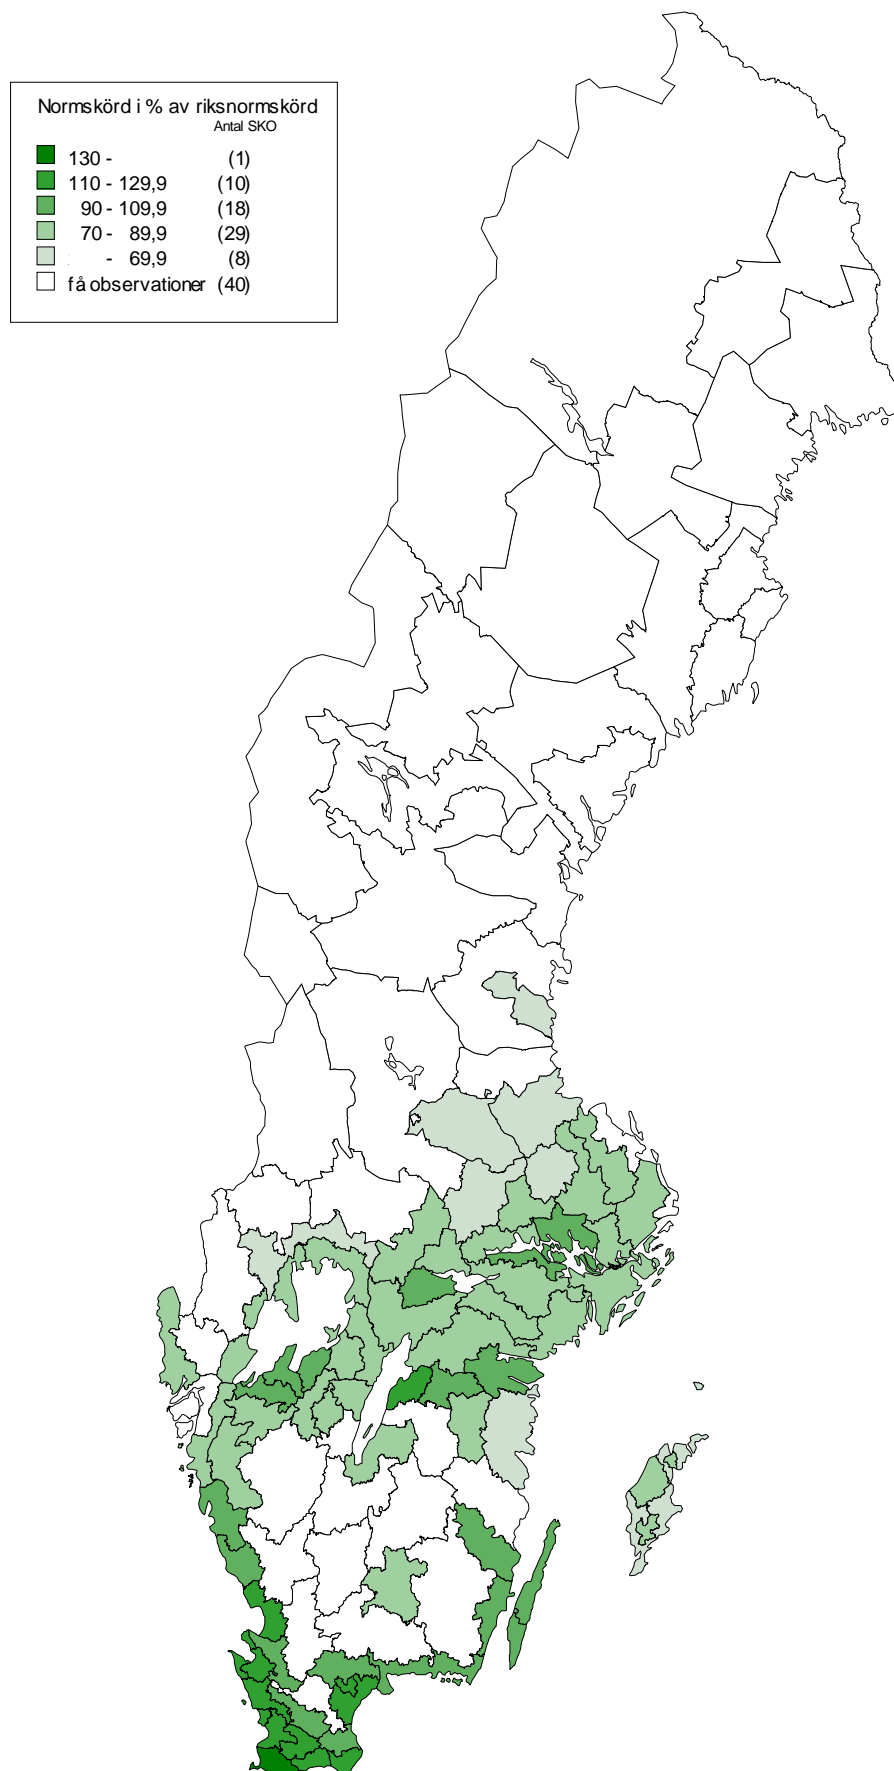 Normskörd i % av riksnormskörd
Antal SKO
130 - (1)
110 - 129,9 (10)
90 - 109,9 (18)
70 - 89,9 (29)
- 69,9 (8)
få observationer (40)